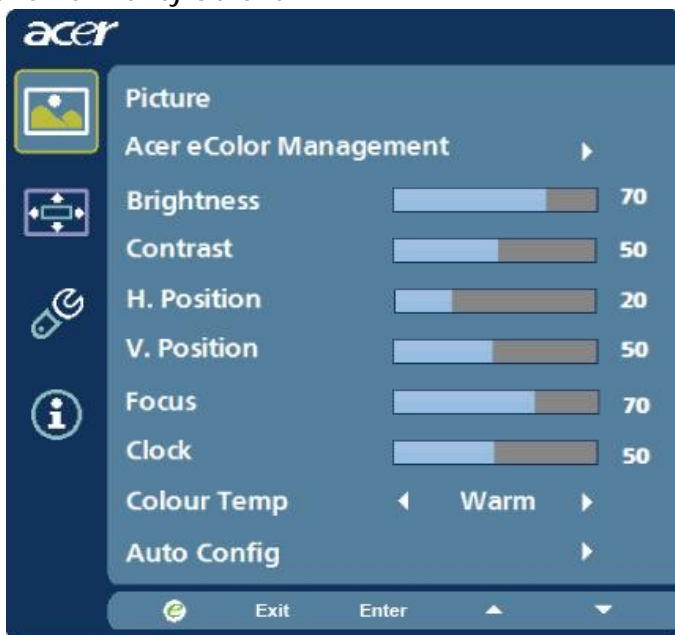 acer
Picture
Acer eColor Management
Brightness 70
Contrast 50
H. Position 20
V. Position 50
Focus 70
Clock 50
Colour Temp Warm
Auto Config
e Exit Enter